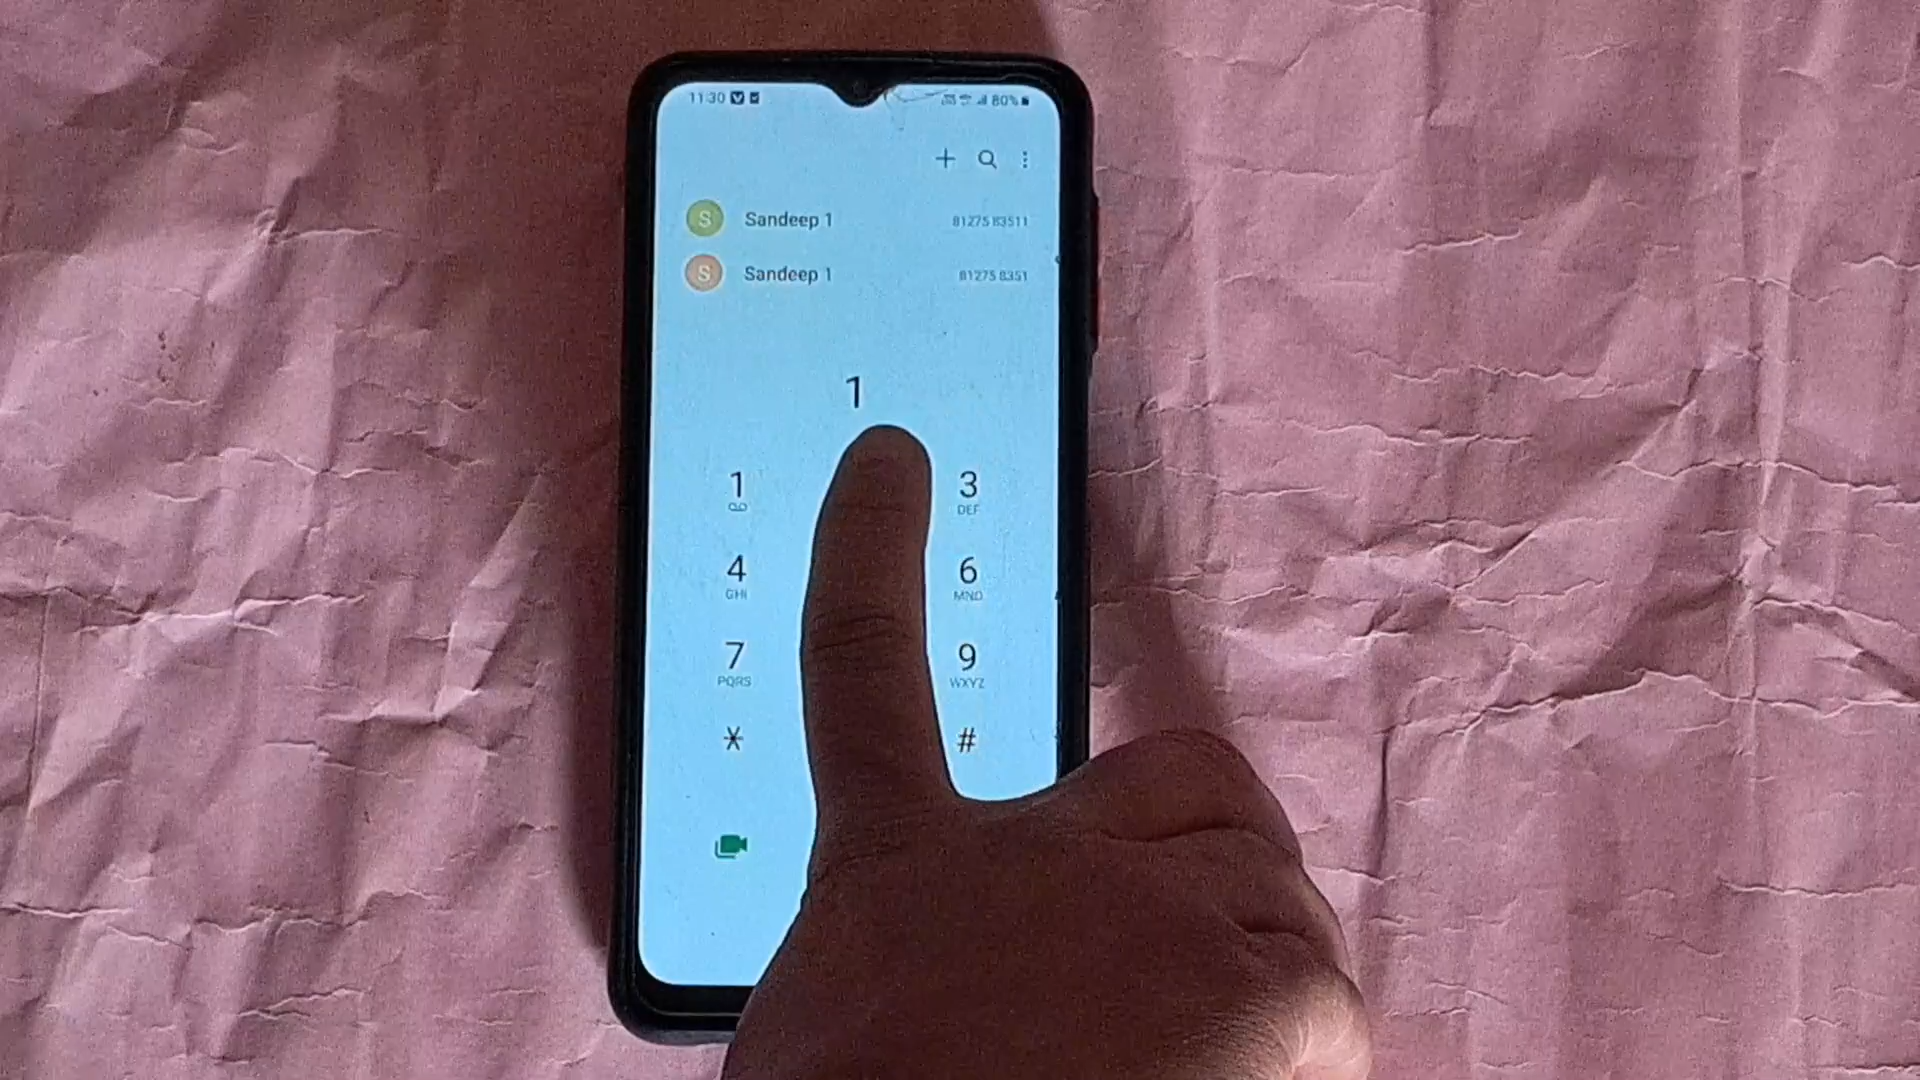 11:30 80%
S Sandeep 1 81275 83511
S Sandeep 1 81275 8351
1
1 3
DEF
4 6
GHI MNO
7 9
PQRS WXYZ
* #